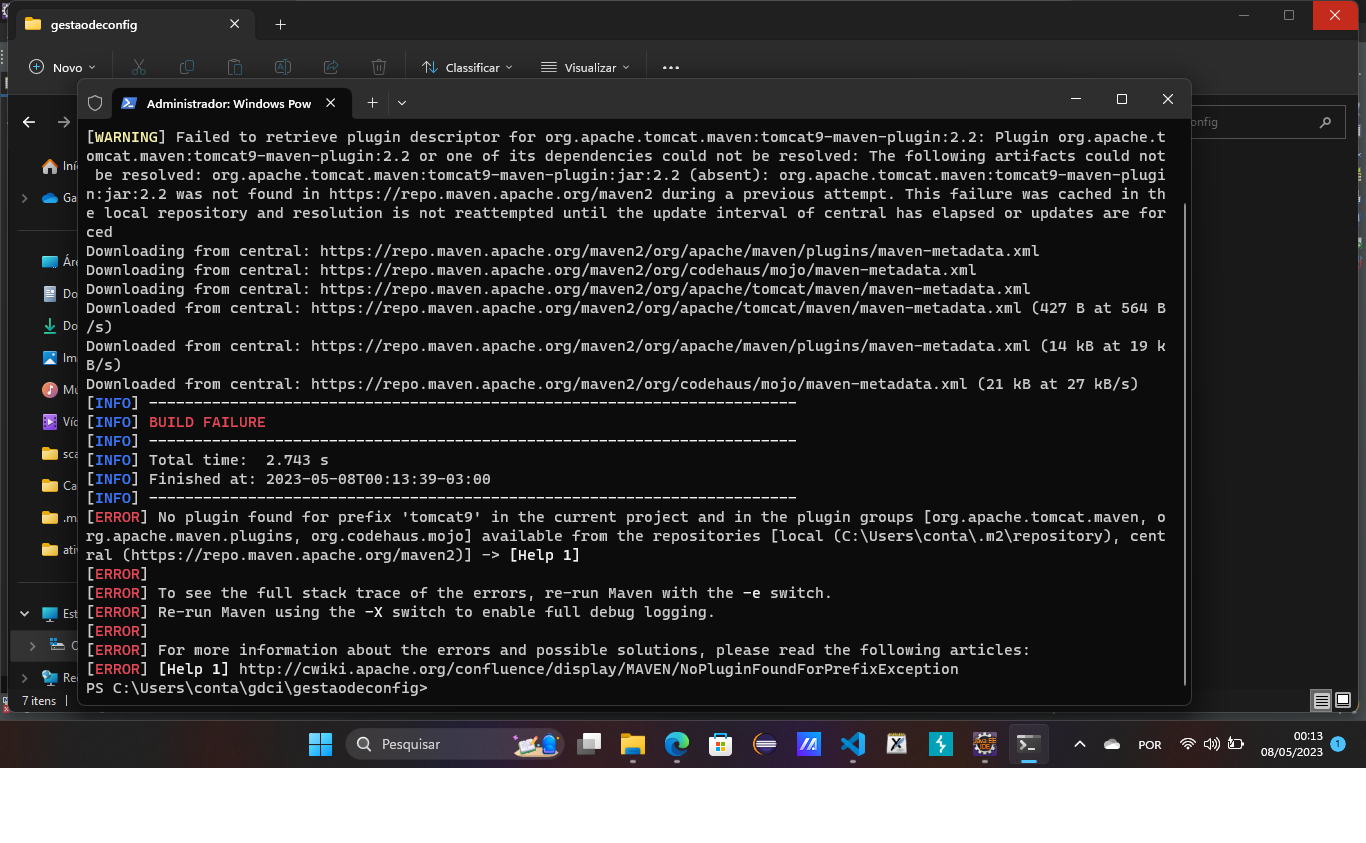 gestaodeconfig
Novo
Classificar
Visualizar
Administrador: Windows Pow
onfig
[WARNING] Failed to retrieve plugin descriptor for org.apache.tomcat.maven:tomcat9-maven-plugin:2.2: Plugin org.apache.t
omcat.maven:tomcat9-maven-plugin:2.2 or one of its dependencies could not be resolved: The following artifacts could not
be resolved: org.apache.tomcat.maven:tomcat9-maven-plugin:jar:2.2 (absent): org.apache.tomcat.maven:tomcat9-maven-plugi
n:jar:2.2 was not found in https://repo.maven.apache.org/maven2 during a previous attempt. This failure was cached in th
e local repository and resolution is not reattempted until the update interval of central has elapsed or updates are for
ced
Downloading from central: https://repo.maven.apache.org/maven2/org/apache/maven/plugins/maven-metadata.xml
Downloading from central: https://repo.maven.apache.org/maven2/org/codehaus/mojo/maven-metadata.xml
Downloading from central: https://repo.maven.apache.org/maven2/org/apache/tomcat/maven/maven-metadata.xml
Downloaded from central: https://repo.maven.apache.org/maven2/org/apache/tomcat/maven/maven-metadata.xml (427 B at 564 B
/s)
Downloaded from central: https://repo.maven.apache.org/maven2/org/apache/maven/plugins/maven-metadata.xml (14 kB at 19 k
B/s)
Downloaded from central: https://repo.maven.apache.org/maven2/org/codehaus/mojo/maven-metadata.xml (21 kB at 27 kB/s)
[INFO] ------------------------------------------------------------------------
[INFO] BUILD FAILURE
[INFO] ------------------------------------------------------------------------
[INFO] Total time:  2.743 s
[INFO] Finished at: 2023-05-08T00:13:39-03:00
[INFO] ------------------------------------------------------------------------
[ERROR] No plugin found for prefix 'tomcat9' in the current project and in the plugin groups [org.apache.tomcat.maven, o
rg.apache.maven.plugins, org.codehaus.mojo] available from the repositories [local (C:\Users\conta\.m2\repository), cent
ral (https://repo.maven.apache.org/maven2)] -> [Help 1]
[ERROR]
[ERROR] To see the full stack trace of the errors, re-run Maven with the -e switch.
[ERROR] Re-run Maven using the -X switch to enable full debug logging.
[ERROR]
[ERROR] For more information about the errors and possible solutions, please read the following articles:
[ERROR] [Help 1] http://cwiki.apache.org/confluence/display/MAVEN/NoPluginFoundForPrefixException
PS C:\Users\conta\gdci\gestaodeconfig>
Iní
Ga
Áre
Do
Do
Im
Mú
Víd
sca
Ca
.m
ati
Est
Re
7 itens
Pesquisar
POR
00:13
08/05/2023
1